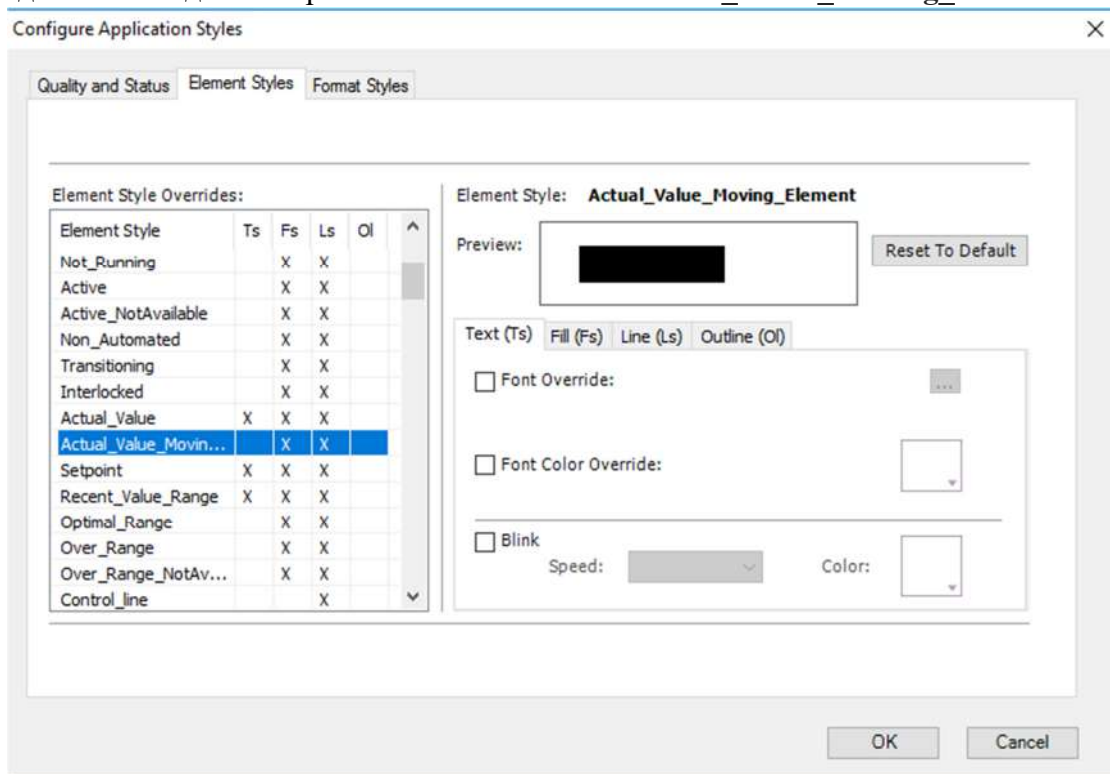 Configure Application Styles
Quality and Status Element Styles Format Styles
Element Style Overrides:
Element Style Ts Fs Ls Ol
Not_Running X X
Active X X
Active_NotAvailable X X
Non_Automated X X
Transitioning X X
Interlocked X X
Actual_Value X X X
Actual_Value_Movin... X X
Setpoint X X X
Recent_Value_Range X X X
Optimal_Range X X
Over_Range X X
Over_Range_NotAv... X X
Control_line X
Element Style: Actual_Value_Moving_Element
Preview:
Reset To Default
Text (Ts) Fill (Fs) Line (Ls) Outline (Ol)
Font Override:
...
Font Color Override:
Blink
Speed:
Color:
OK Cancel